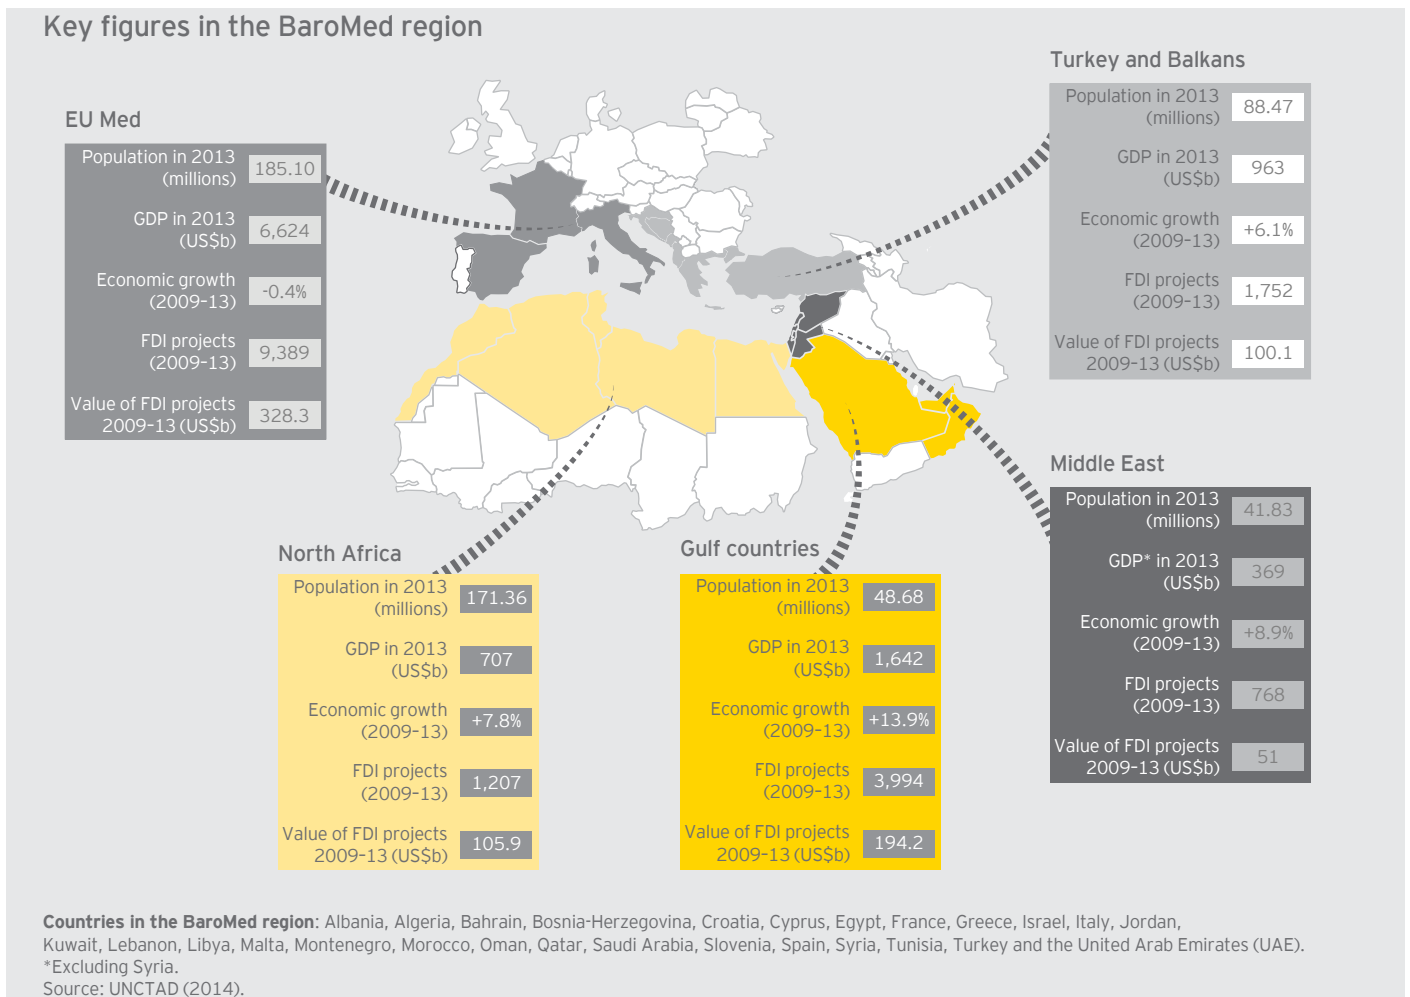 Key figures in the BaroMed region
EU Med
Population in 2013
(millions)
185.10
GDP in 2013
(US$b)
6,624
Economic growth
(2009–13)
-0.4%
FDI projects
(2009–13)
9,389
Value of FDI projects
2009–13 (US$b)
328.3
Turkey and Balkans
Population in 2013
(millions)
88.47
GDP in 2013
(US$b)
963
Economic growth
(2009–13)
+6.1%
FDI projects
(2009–13)
1,752
Value of FDI projects
2009–13 (US$b)
100.1
North Africa
Population in 2013
(millions)
171.36
GDP in 2013
(US$b)
707
Economic growth
(2009–13)
+7.8%
FDI projects
(2009–13)
1,207
Value of FDI projects
2009–13 (US$b)
105.9
Gulf countries
Population in 2013
(millions)
48.68
GDP in 2013
(US$b)
1,642
Economic growth
(2009–13)
+13.9%
FDI projects
(2009–13)
3,994
Value of FDI projects
2009–13 (US$b)
194.2
Middle East
Population in 2013
(millions)
41.83
GDP* in 2013
(US$b)
369
Economic growth
(2009–13)
+8.9%
FDI projects
(2009–13)
768
Value of FDI projects
2009–13 (US$b)
51
Countries in the BaroMed region: Albania, Algeria, Bahrain, Bosnia-Herzegovina, Croatia, Cyprus, Egypt, France, Greece, Israel, Italy, Jordan,
Kuwait, Lebanon, Libya, Malta, Montenegro, Morocco, Oman, Qatar, Saudi Arabia, Slovenia, Spain, Syria, Tunisia, Turkey and the United Arab Emirates (UAE).
*Excluding Syria.
Source: UNCTAD (2014).